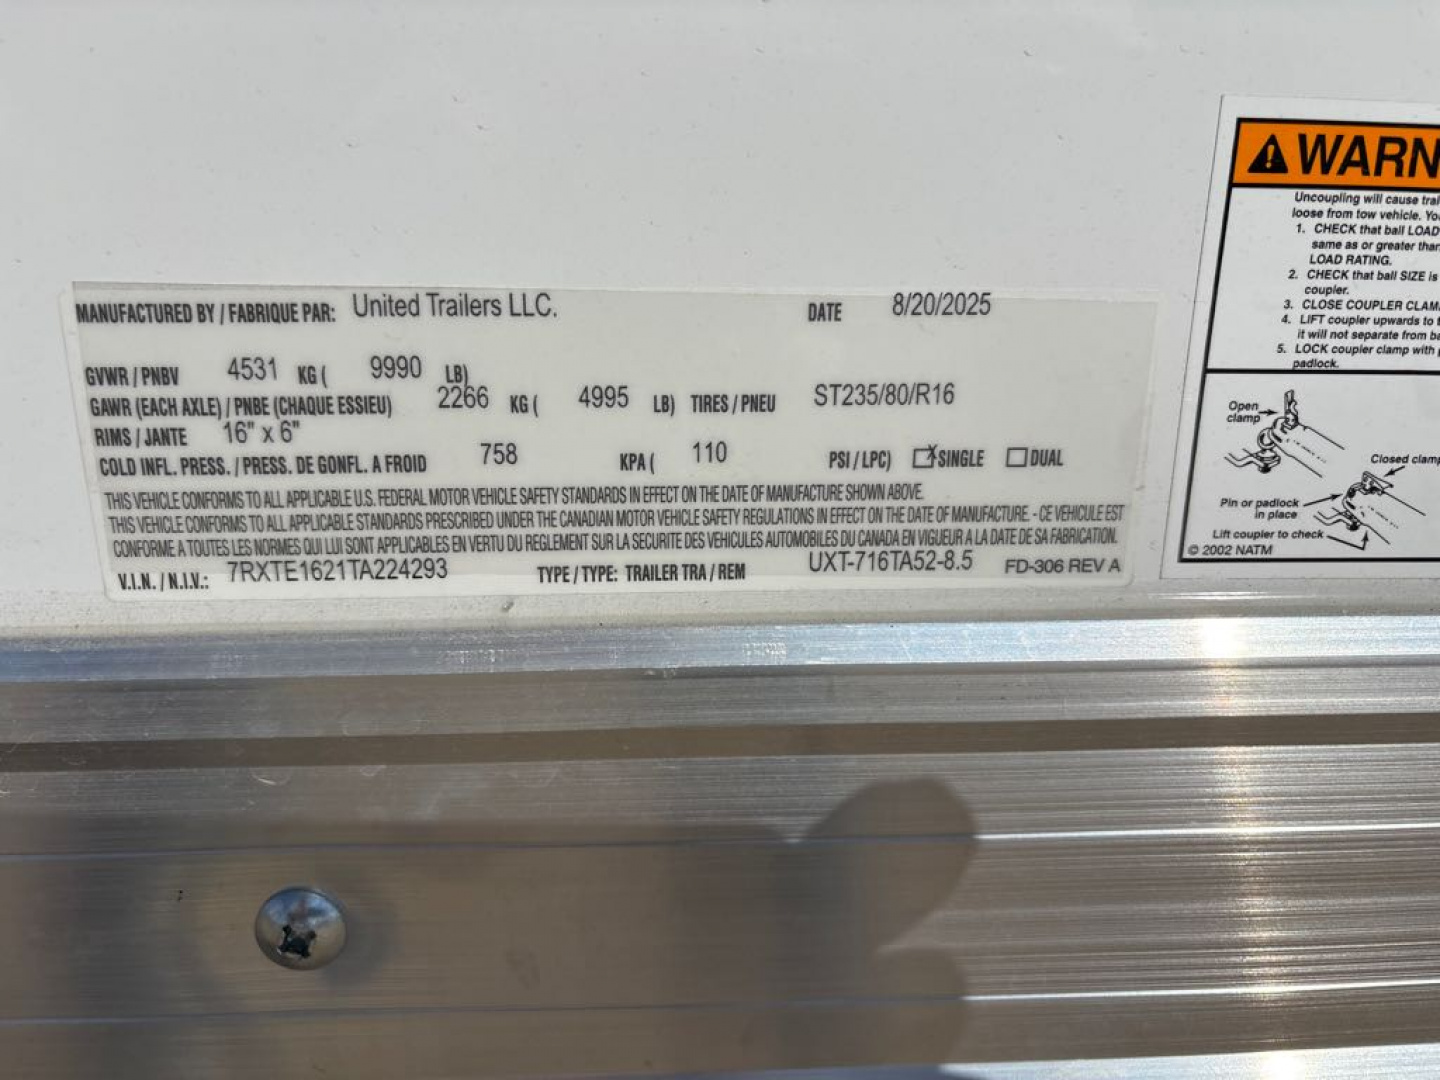 MANUFACTURED BY / FABRIQUE PAR: United Trailers LLC. DATE 8/20/2025
GVWR / PNBV 4531 KG ( 9990 LB)
GAWR (EACH AXLE) / PNBE (CHAQUE ESSIEU) 2266 KG ( 4995 LB) TIRES / PNEU ST235/80/R16
RIMS / JANTE 16" x 6"
COLD INFL. PRESS. / PRESS. DE GONFL. A FROID 758 KPA ( 110 PSI / LPC) X SINGLE DUAL
THIS VEHICLE CONFORMS TO ALL APPLICABLE U.S. FEDERAL MOTOR VEHICLE SAFETY STANDARDS IN EFFECT ON THE DATE OF MANUFACTURE SHOWN ABOVE.
THIS VEHICLE CONFORMS TO ALL APPLICABLE STANDARDS PRESCRIBED UNDER THE CANADIAN MOTOR VEHICLE SAFETY REGULATIONS IN EFFECT ON THE DATE OF MANUFACTURE. - CE VEHICULE EST
CONFORME A TOUTES LES NORMES QUI LUI SONT APPLICABLES EN VERTU DU REGLEMENT SUR LA SECURITE DES VEHICULES AUTOMOBILES DU CANADA EN VIGUEUR A LA DATE DE SA FABRICATION.
V.I.N. / N.I.V.: 7RXTE1621TA224293 TYPE / TYPE: TRAILER TRA / REM UXT-716TA52-8.5 FD-306 REV A
WARN
Uncoupling will cause trai
loose from tow vehicle. Yo
1. CHECK that ball LOAD
same as or greater than
LOAD RATING.
2. CHECK that ball SIZE is
coupler.
3. CLOSE COUPLER CLAM
4. LIFT coupler upwards to t
it will not separate from ba
5. LOCK coupler clamp with p
padlock.
Open
clamp
Closed clamp
Pin or padlock
in place
Lift coupler to check
© 2002 NATM